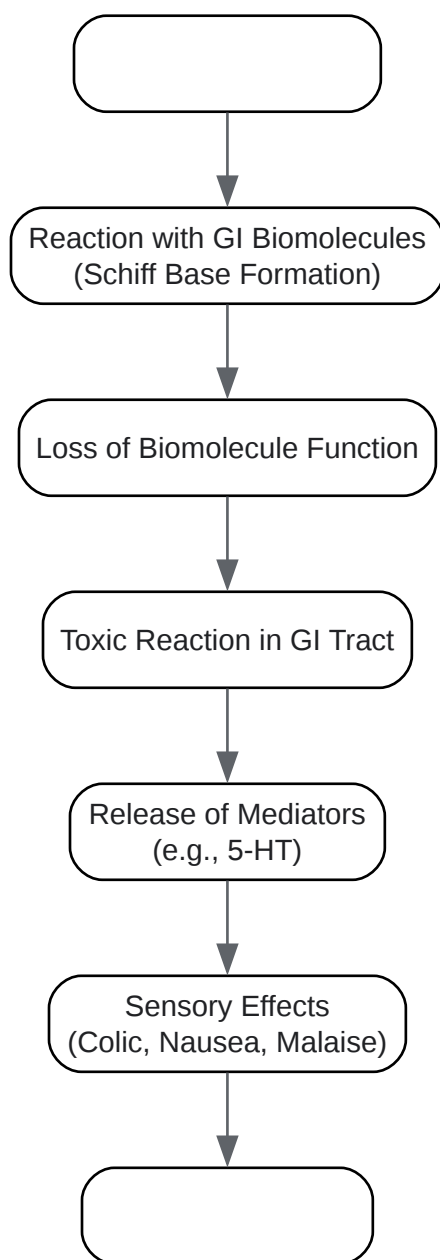 Reaction with GI Biomolecules
(Schiff Base Formation)
Loss of Biomolecule Function
Toxic Reaction in GI Tract
Release of Mediators
(e.g., 5-HT)
Sensory Effects
(Colic, Nausea, Malaise)